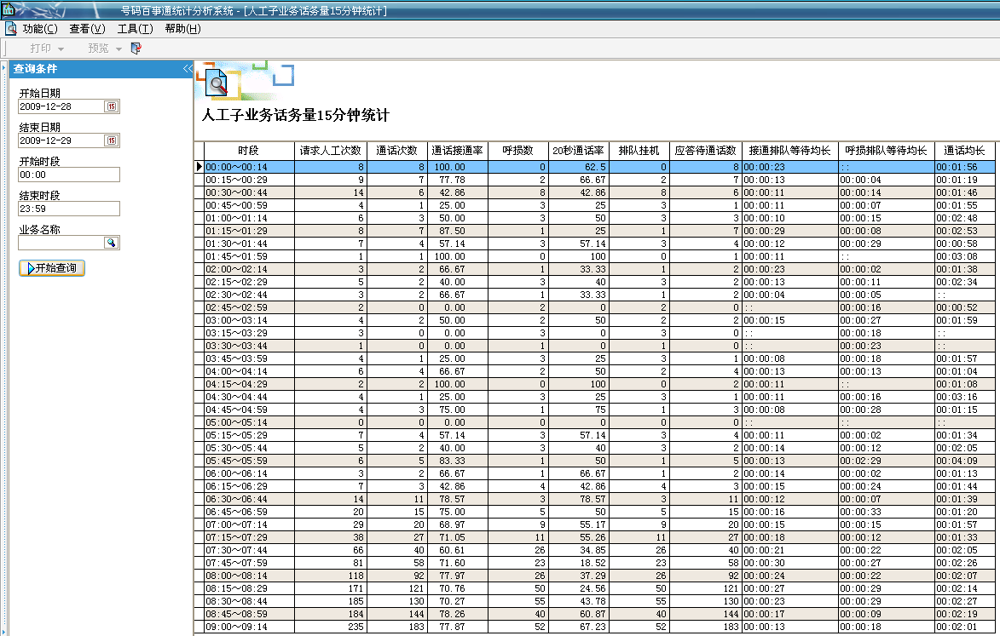 号码百事通统计分析系统 - [人工子业务话务量15分钟统计]
功能(C) 查看(V) 工具(T) 帮助(H)
打印 预览
查询条件
开始日期
2009-12-28
结束日期
2009-12-29
开始时段
00:00
结束时段
23:59
业务名称
开始查询
人工子业务话务量15分钟统计
时段 请求人工次数 通话次数 通话接通率 呼损数 20秒通话率 排队挂机 应答待通话数 接通排队等待均长 呼损排队等待均长 通话均长
00:00～00:14 8 8 100.00 0 62.5 0 8 00:00:23 :: 00:01:56
00:15～00:29 9 7 77.78 2 66.67 2 7 00:00:13 00:00:04 00:01:19
00:30～00:44 14 6 42.86 8 42.86 8 6 00:00:11 00:00:14 00:01:46
00:45～00:59 4 1 25.00 3 25 3 1 00:00:11 00:00:07 00:01:55
01:00～01:14 6 3 50.00 3 50 3 3 00:00:10 00:00:15 00:02:48
01:15～01:29 8 7 87.50 1 25 1 7 00:00:29 00:00:08 00:02:53
01:30～01:44 7 4 57.14 3 57.14 3 4 00:00:12 00:00:29 00:00:58
01:45～01:59 1 1 100.00 0 100 0 1 00:00:11 :: 00:03:08
02:00～02:14 3 2 66.67 1 33.33 1 2 00:00:23 00:00:02 00:01:38
02:15～02:29 5 2 40.00 3 40 3 2 00:00:13 00:00:11 00:02:34
02:30～02:44 3 2 66.67 1 33.33 1 2 00:00:04 00:00:05 ::
02:45～02:59 2 0 0.00 2 0 2 0 :: 00:00:16 00:00:52
03:00～03:14 4 2 50.00 2 50 2 2 00:00:15 00:00:27 00:01:59
03:15～03:29 3 0 0.00 3 0 3 0 :: 00:00:18 ::
03:30～03:44 1 0 0.00 1 0 1 0 :: 00:00:23 ::
03:45～03:59 4 1 25.00 3 25 3 1 00:00:08 00:00:18 00:01:57
04:00～04:14 6 4 66.67 2 50 2 4 00:00:13 00:00:13 00:01:04
04:15～04:29 2 2 100.00 0 100 0 2 00:00:11 :: 00:01:08
04:30～04:44 4 1 25.00 3 25 3 1 00:00:11 00:00:16 00:03:16
04:45～04:59 4 3 75.00 1 75 1 3 00:00:08 00:00:28 00:01:15
05:00～05:14 0 0 0.00 0 0 0 0 :: :: ::
05:15～05:29 7 4 57.14 3 57.14 3 4 00:00:11 00:00:02 00:01:34
05:30～05:44 5 2 40.00 3 40 3 2 00:00:14 00:00:12 00:02:05
05:45～05:59 6 5 83.33 1 50 1 5 00:00:13 00:02:29 00:04:09
06:00～06:14 3 2 66.67 1 66.67 1 2 00:00:14 00:00:02 00:01:13
06:15～06:29 7 3 42.86 4 42.86 4 3 00:00:15 00:00:24 00:01:44
06:30～06:44 14 11 78.57 3 78.57 3 11 00:00:12 00:00:07 00:01:39
06:45～06:59 20 15 75.00 5 50 5 15 00:00:16 00:00:33 00:01:20
07:00～07:14 29 20 68.97 9 55.17 9 20 00:00:15 00:00:15 00:01:57
07:15～07:29 38 27 71.05 11 55.26 11 27 00:00:18 00:00:12 00:01:33
07:30～07:44 66 40 60.61 26 34.85 26 40 00:00:21 00:00:22 00:02:05
07:45～07:59 81 58 71.60 23 18.52 23 58 00:00:30 00:00:27 00:02:26
08:00～08:14 118 92 77.97 26 37.29 26 92 00:00:24 00:00:22 00:02:07
08:15～08:29 171 121 70.76 50 24.56 50 121 00:00:27 00:00:29 00:02:14
08:30～08:44 185 130 70.27 55 43.78 55 130 00:00:23 00:00:29 00:02:27
08:45～08:59 184 144 78.26 40 60.87 40 144 00:00:17 00:00:09 00:02:19
09:00～09:14 235 183 77.87 52 67.23 52 183 00:00:13 00:00:18 00:02:01